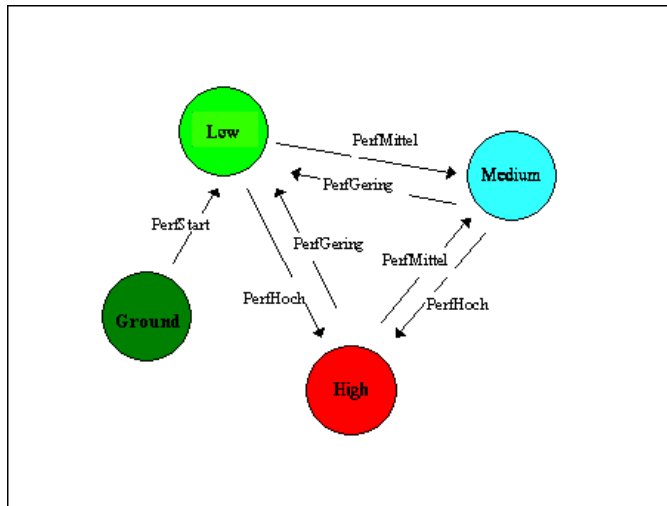 Low
PerfMittel
Medium
PerfGering
PerfStart
PerfGering
PerfMittel
PerfHoch
PerfHoch
Ground
High